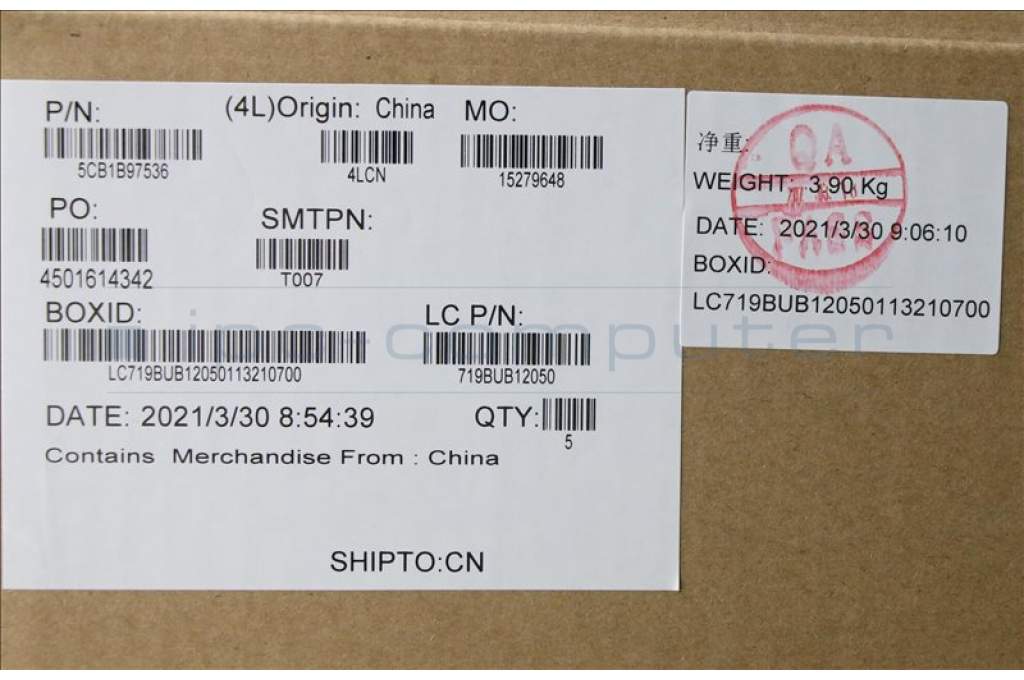 P/N: (4L)Origin: China MO:
5CB1B97536 4LCN 15279648
PO: SMTPN:
4501614342 T007
BOXID: LC P/N:
LC719BUB12050113210700 719BUB12050
DATE: 2021/3/30 8:54:39 QTY:
5
Contains Merchandise From : China
SHIPTO:CN
净重:
WEIGHT: 3.90 Kg
DATE: 2021/3/30 9:06:10
BOXID:
LC719BUB12050113210700
QA
ipc-computer